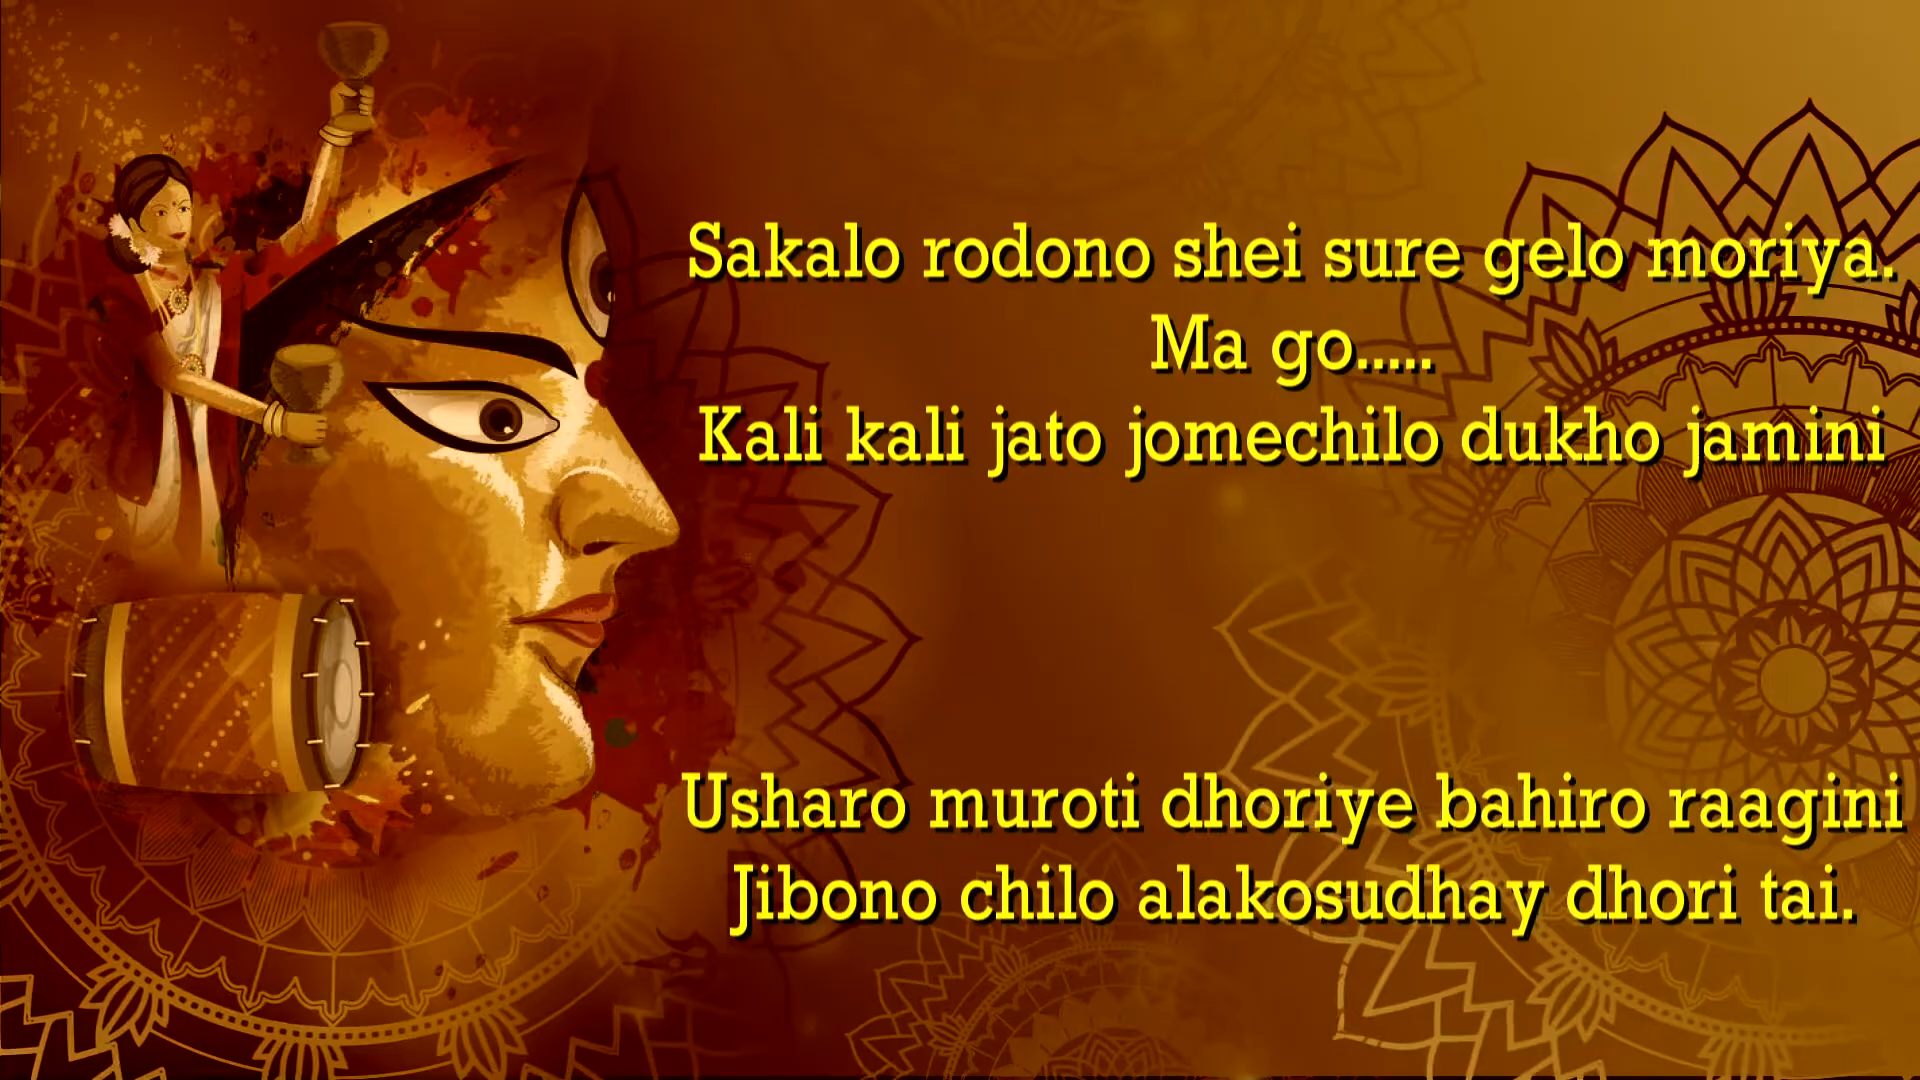 Sakalo rodono shei sure gelo moriya.
Ma go.....
Kali kali jato jomechilo dukho jamini
Usharo muroti dhoriye bahiro raagini
Jibono chilo alakosudhay dhori tai.